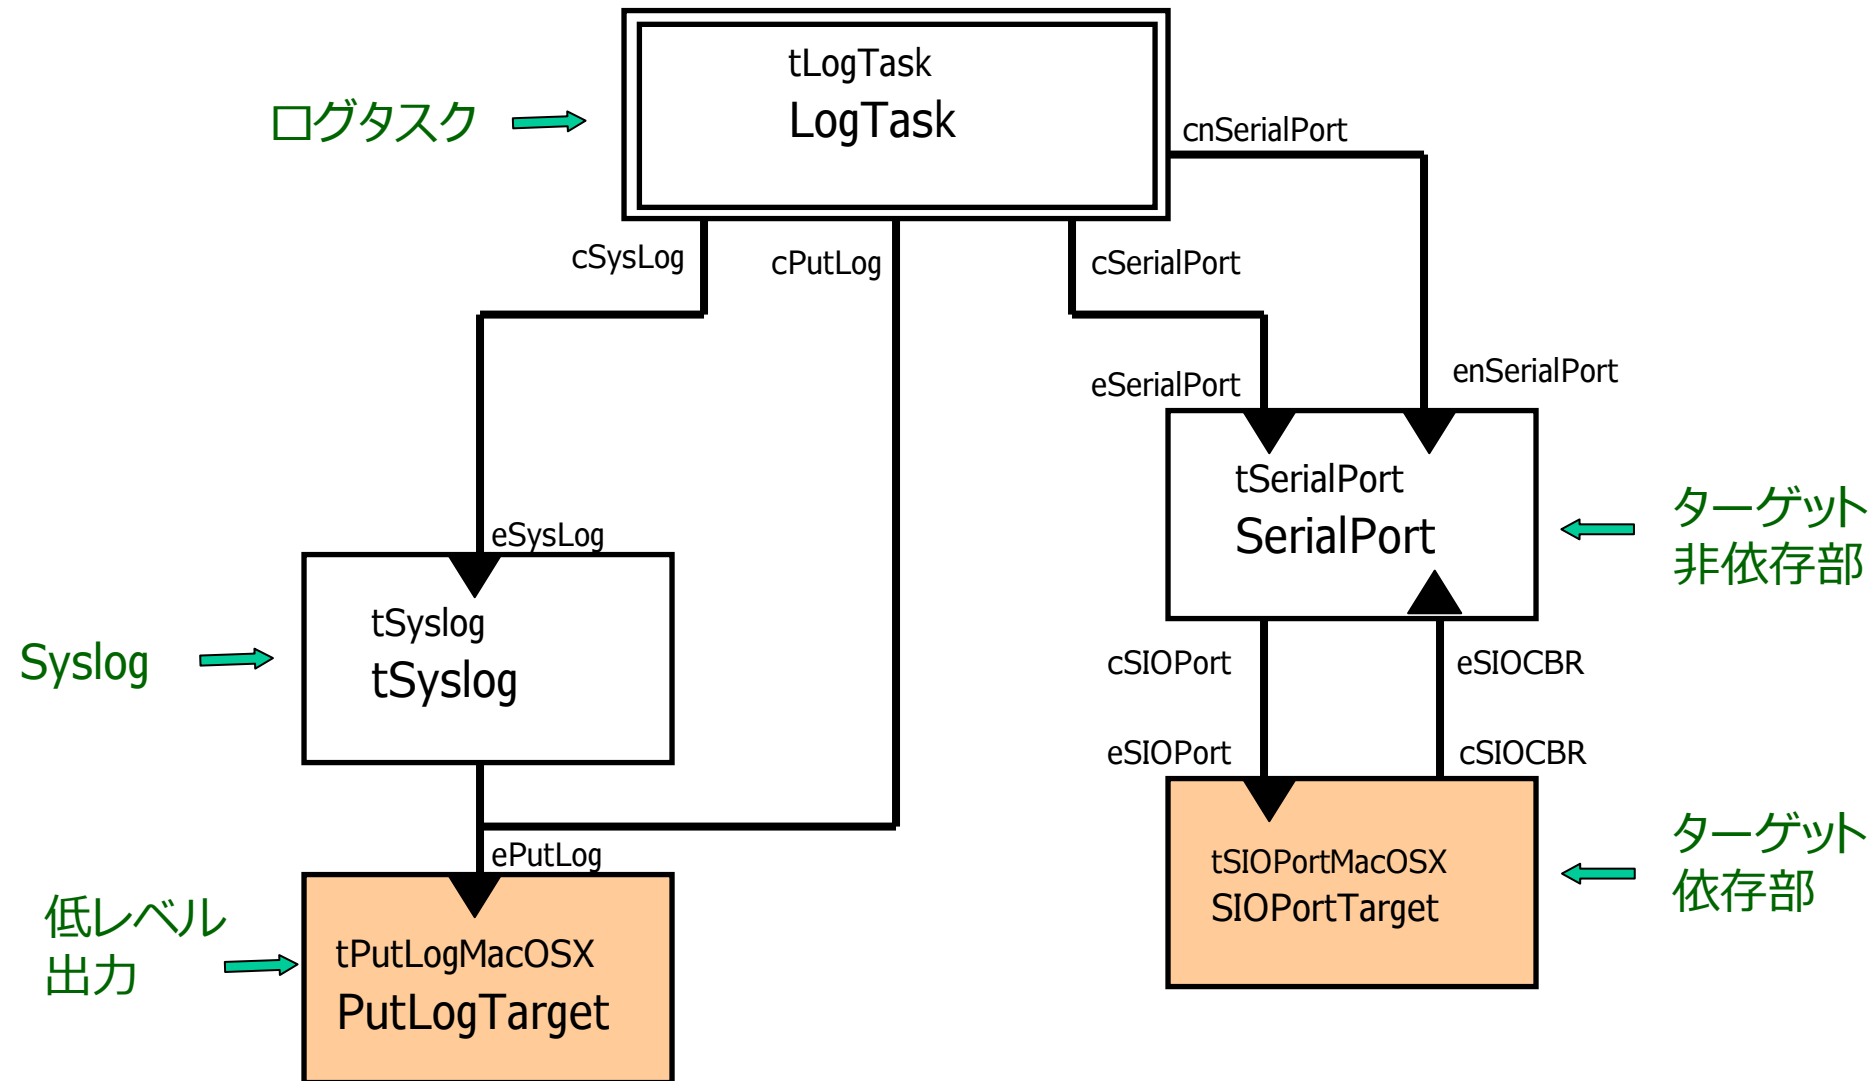 tLogTask
LogTask
ログタスク
cnSerialPort
cSysLog
cPutLog
cSerialPort
eSerialPort
enSerialPort
tSerialPort
SerialPort
ターゲット
非依存部
eSysLog
tSyslog
tSyslog
Syslog
cSIOPort
eSIOCBR
eSIOPort
cSIOCBR
ePutLog
tSIOPortMacOSX
SIOPortTarget
ターゲット
依存部
低レベル
出力
tPutLogMacOSX
PutLogTarget